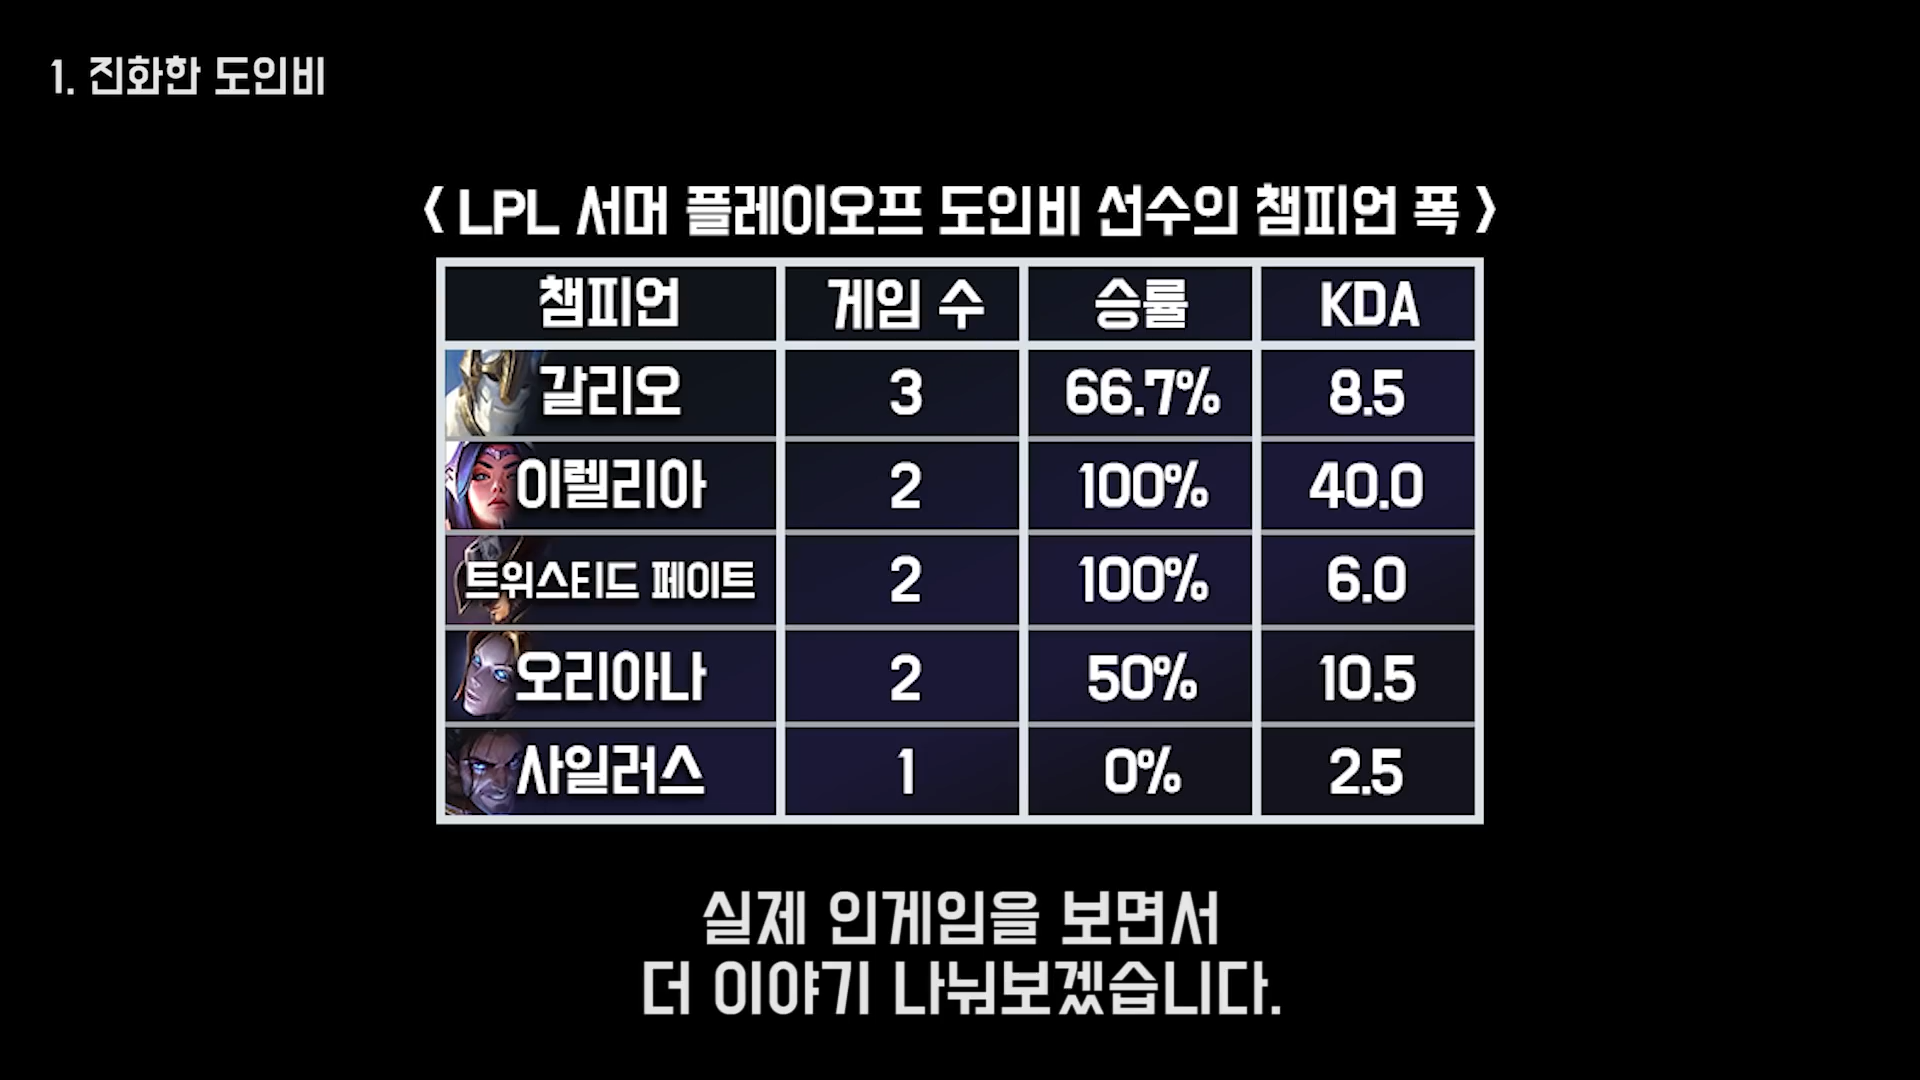 1. 진화한 도인비
< LPL 서머 플레이오프 도인비 선수의 챔피언 폭 >
챔피언 게임 수 승률 KDA
갈리오 3 66.7% 8.5
이렐리아 2 100% 40.0
트위스티드 페이트 2 100% 6.0
오리아나 2 50% 10.5
사일러스 1 0% 2.5
실제 인게임을 보면서
더 이야기 나눠보겠습니다.